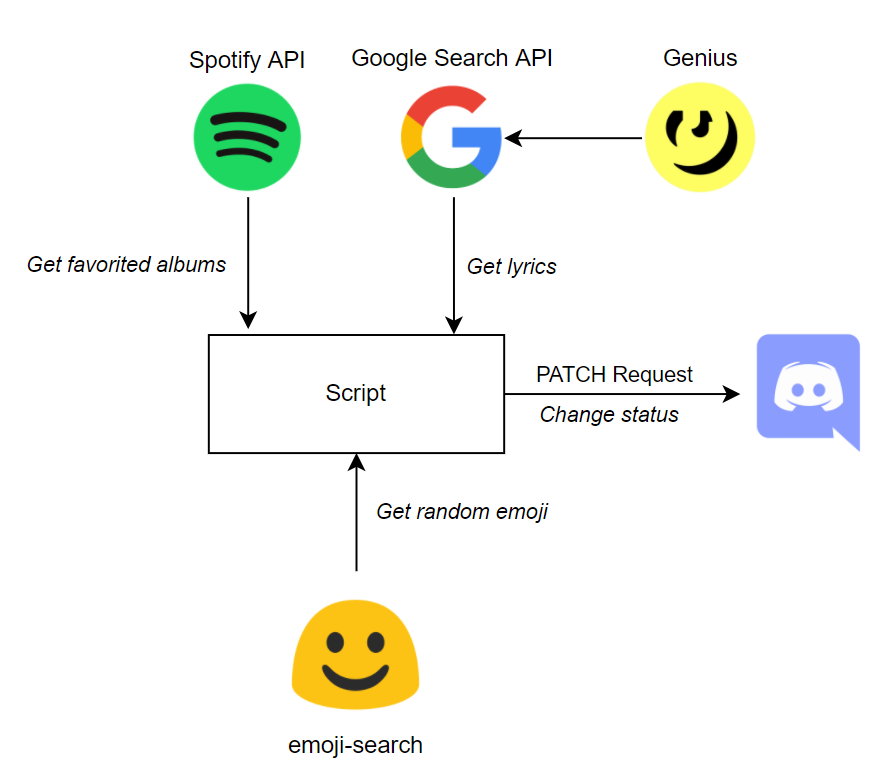 Spotify API
Google Search API
Genius
Get favorited albums
Get lyrics
Script
PATCH Request
Change status
Get random emoji
emoji-search